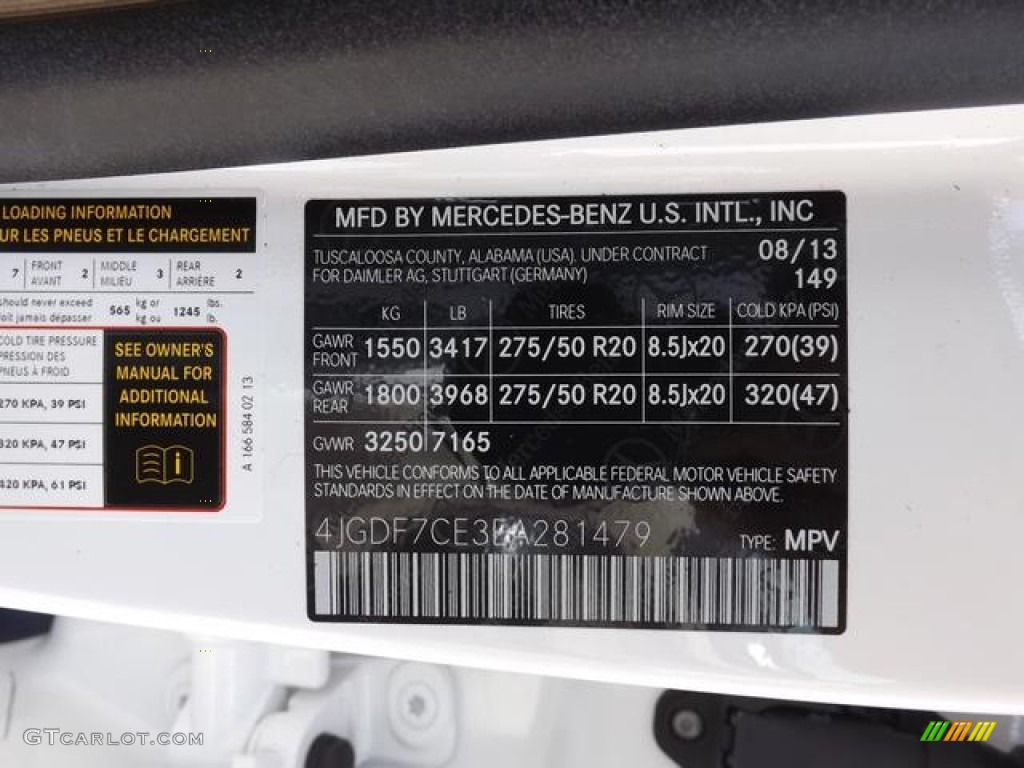 LOADING INFORMATION
UR LES PNEUS ET LE CHARGEMENT
7 FRONT AVANT 2 MIDDLE MILIEU 3 REAR ARRIÈRE 2
should never exceed 565 kg or 1245 lbs.
oit jamais dépasser kg ou lb.
COLD TIRE PRESSURE
PRESSION DES
PNEUS À FROID
270 KPA, 39 PSI
320 KPA, 47 PSI
420 KPA, 61 PSI
SEE OWNER'S
MANUAL FOR
ADDITIONAL
INFORMATION
A 166 584 02 13
MFD BY MERCEDES-BENZ U.S. INTL., INC
TUSCALOOSA COUNTY, ALABAMA (USA). UNDER CONTRACT 08/13
FOR DAIMLER AG, STUTTGART (GERMANY) 149
KG LB TIRES RIM SIZE COLD KPA (PSI)
GAWR FRONT 1550 3417 275/50 R20 8.5Jx20 270(39)
GAWR REAR 1800 3968 275/50 R20 8.5Jx20 320(47)
GVWR 3250 7165
THIS VEHICLE CONFORMS TO ALL APPLICABLE FEDERAL MOTOR VEHICLE SAFETY
STANDARDS IN EFFECT ON THE DATE OF MANUFACTURE SHOWN ABOVE.
4JGDF7CE3EA281479 TYPE: MPV
GTCARLOT.COM